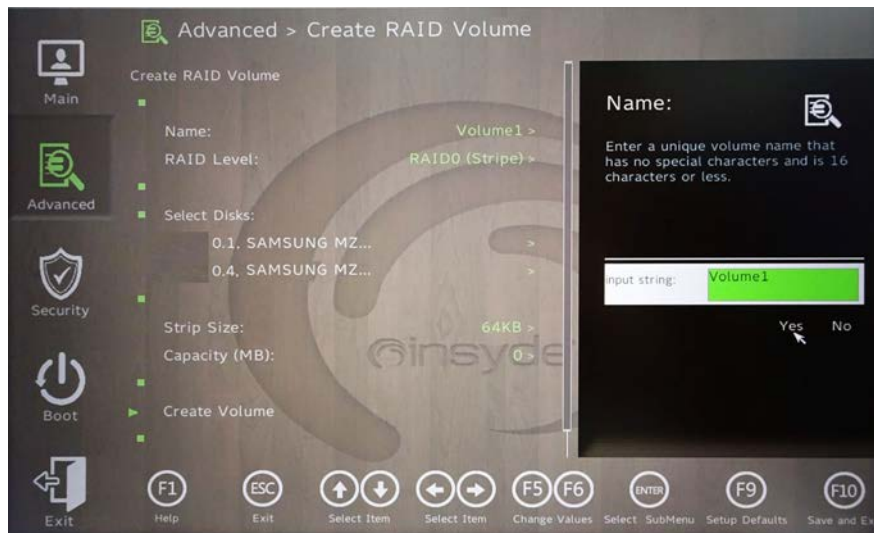 Advanced > Create RAID Volume
Main
Advanced
Security
Boot
Exit
Create RAID Volume
Name: Volume1 >
RAID Level: RAID0 (Stripe) >
Select Disks:
0.1, SAMSUNG MZ... >
0.4, SAMSUNG MZ... >
Strip Size: 64KB >
Capacity (MB): 0 >
Create Volume
insyde
Name:
Enter a unique volume name that
has no special characters and is 16
characters or less.
input string: Volume1
Yes No
F1 ESC F5 F6 ENTER F9 F10
Help Exit Select Item Select Item Change Values Select SubMenu Setup Defaults Save and Ex